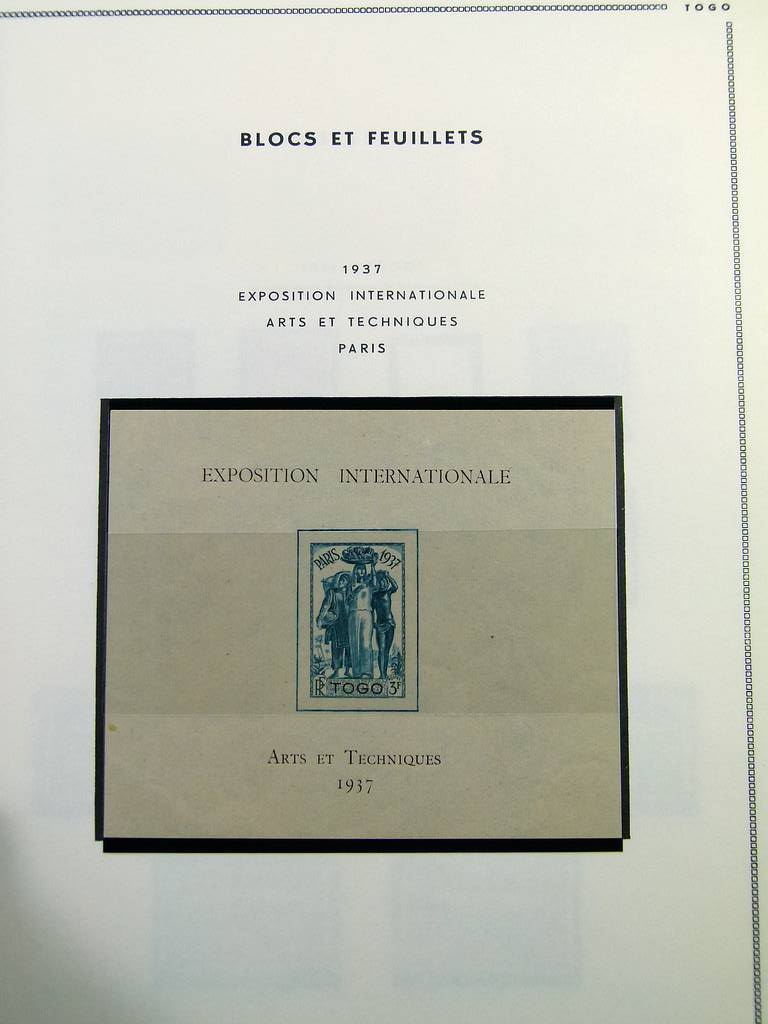 TOGO
BLOCS ET FEUILLETS
1937
EXPOSITION INTERNATIONALE
ARTS ET TECHNIQUES
PARIS
EXPOSITION INTERNATIONALE
PARIS 1937
RF TOGO 3F
ARTS ET TECHNIQUES
1937